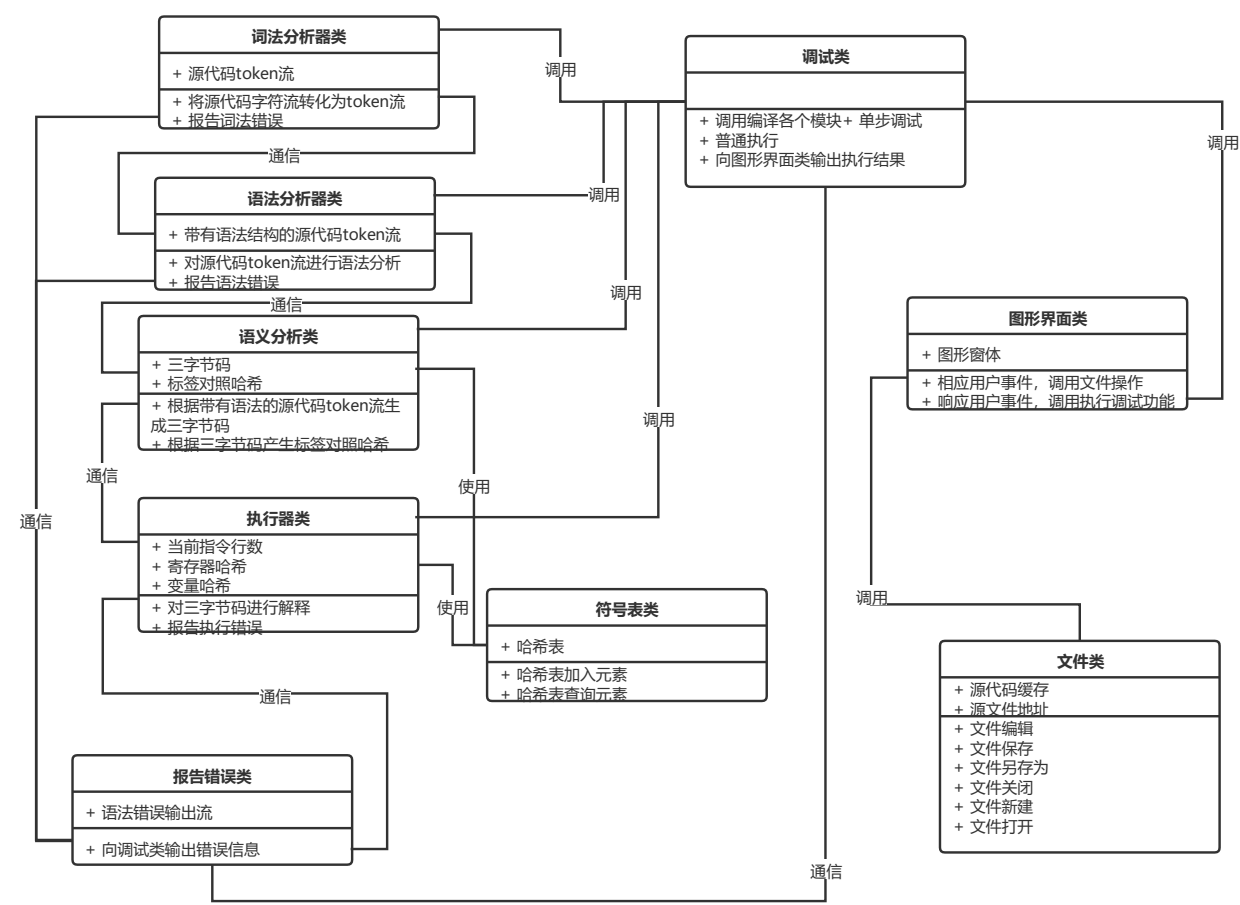 词法分析器类
+ 源代码token流
+ 将源代码字符流转化为token流
+ 报告词法错误
调用
通信
语法分析器类
+ 带有语法结构的源代码token流
+ 对源代码token流进行语法分析
+ 报告语法错误
调用
通信
语义分析类
+ 三字节码
+ 标签对照哈希
+ 根据带有语法的源代码token流生
成三字节码
+ 根据三字节码产生标签对照哈希
调用
调用
通信
使用
通信
执行器类
+ 当前指令行数
+ 寄存器哈希
+ 变量哈希
+ 对三字节码进行解释
+ 报告执行错误
使用
通信
符号表类
+ 哈希表
+ 哈希表加入元素
+ 哈希表查询元素
报告错误类
+ 语法错误输出流
+ 向调试类输出错误信息
通信
调试类
+ 调用编译各个模块+ 单步调试
+ 普通执行
+ 向图形界面类输出执行结果
调用
图形界面类
+ 图形窗体
+ 相应用户事件，调用文件操作
+ 响应用户事件，调用执行调试功能
调用
文件类
+ 源代码缓存
+ 源文件地址
+ 文件编辑
+ 文件保存
+ 文件另存为
+ 文件关闭
+ 文件新建
+ 文件打开